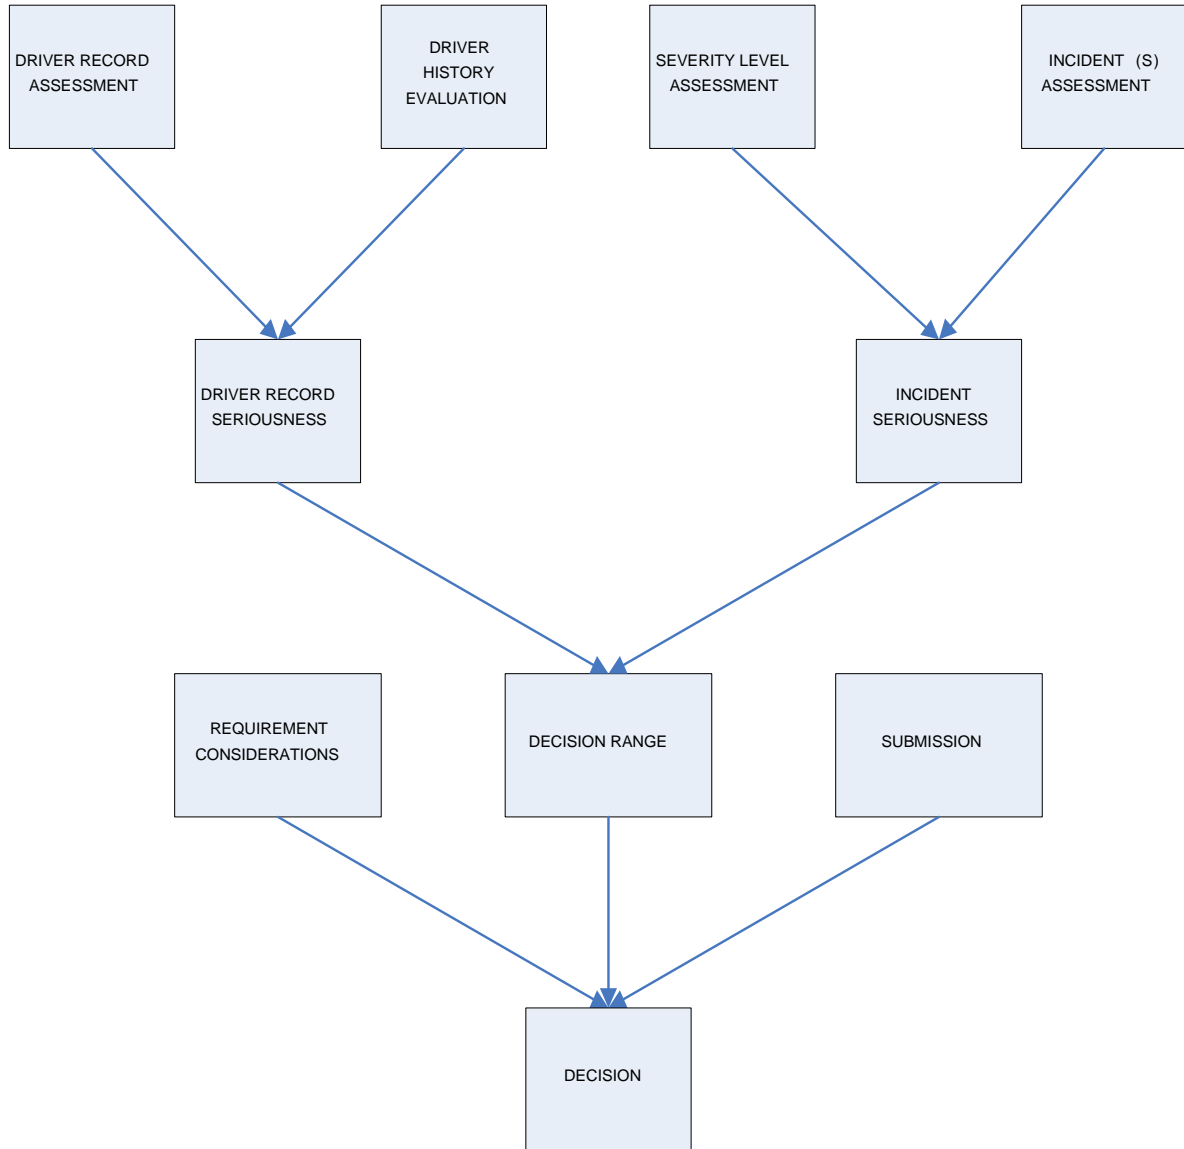 DRIVER RECORD
ASSESSMENT
DRIVER
HISTORY
EVALUATION
SEVERITY LEVEL
ASSESSMENT
INCIDENT (S)
ASSESSMENT
DRIVER RECORD
SERIOUSNESS
INCIDENT
SERIOUSNESS
REQUIREMENT
CONSIDERATIONS
DECISION RANGE
SUBMISSION
DECISION